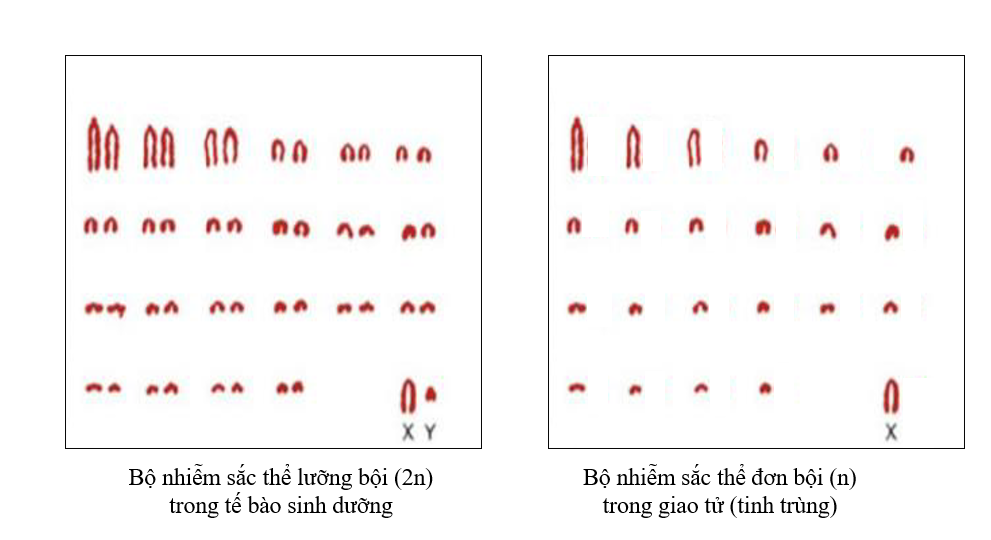 X Y
X
Bộ nhiễm sắc thể lưỡng bội (2n)
trong tế bào sinh dưỡng
Bộ nhiễm sắc thể đơn bội (n)
trong giao tử (tinh trùng)